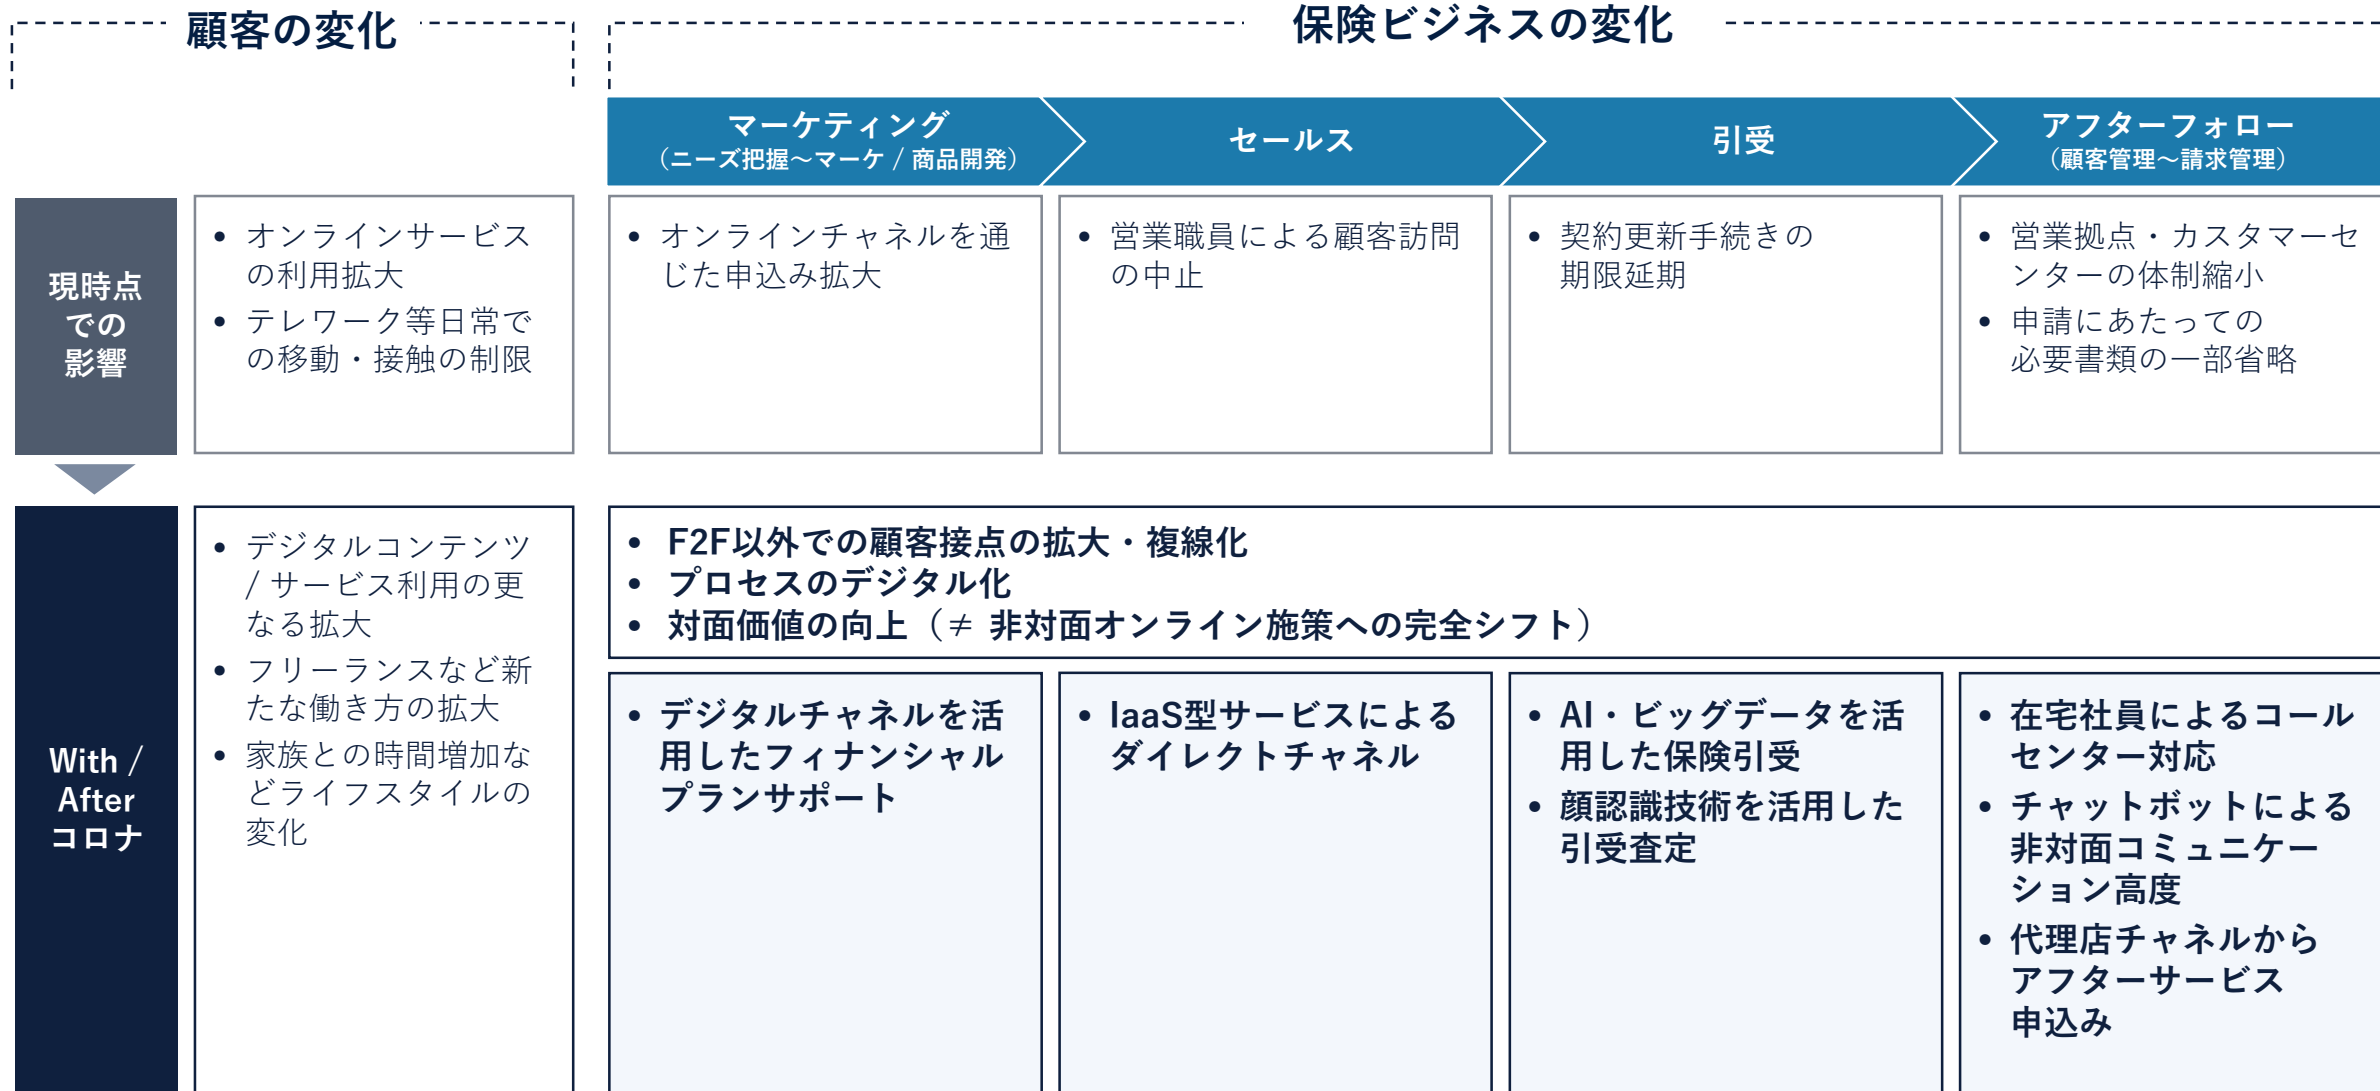 顧客の変化
保険ビジネスの変化
マーケティング
（ニーズ把握～マーケ / 商品開発）
セールス
引受
アフターフォロー
（顧客管理～請求管理）
現時点
での
影響
• オンラインサービス
の利用拡大
• テレワーク等日常で
の移動・接触の制限
• オンラインチャネルを通
じた申込み拡大
• 営業職員による顧客訪問
の中止
• 契約更新手続きの
期限延期
• 営業拠点・カスタマーセ
ンターの体制縮小
• 申請にあたっての
必要書類の一部省略
With /
After
コロナ
• デジタルコンテンツ
/ サービス利用の更
なる拡大
• フリーランスなど新
たな働き方の拡大
• 家族との時間増加な
どライフスタイルの
変化
• F2F以外での顧客接点の拡大・複線化
• プロセスのデジタル化
• 対面価値の向上（≠ 非対面オンライン施策への完全シフト）
• デジタルチャネルを活
用したフィナンシャル
プランサポート
• IaaS型サービスによる
ダイレクトチャネル
• AI・ビッグデータを活
用した保険引受
• 顔認識技術を活用した
引受査定
• 在宅社員によるコール
センター対応
• チャットボットによる
非対面コミュニケー
ション高度
• 代理店チャネルから
アフターサービス
申込み